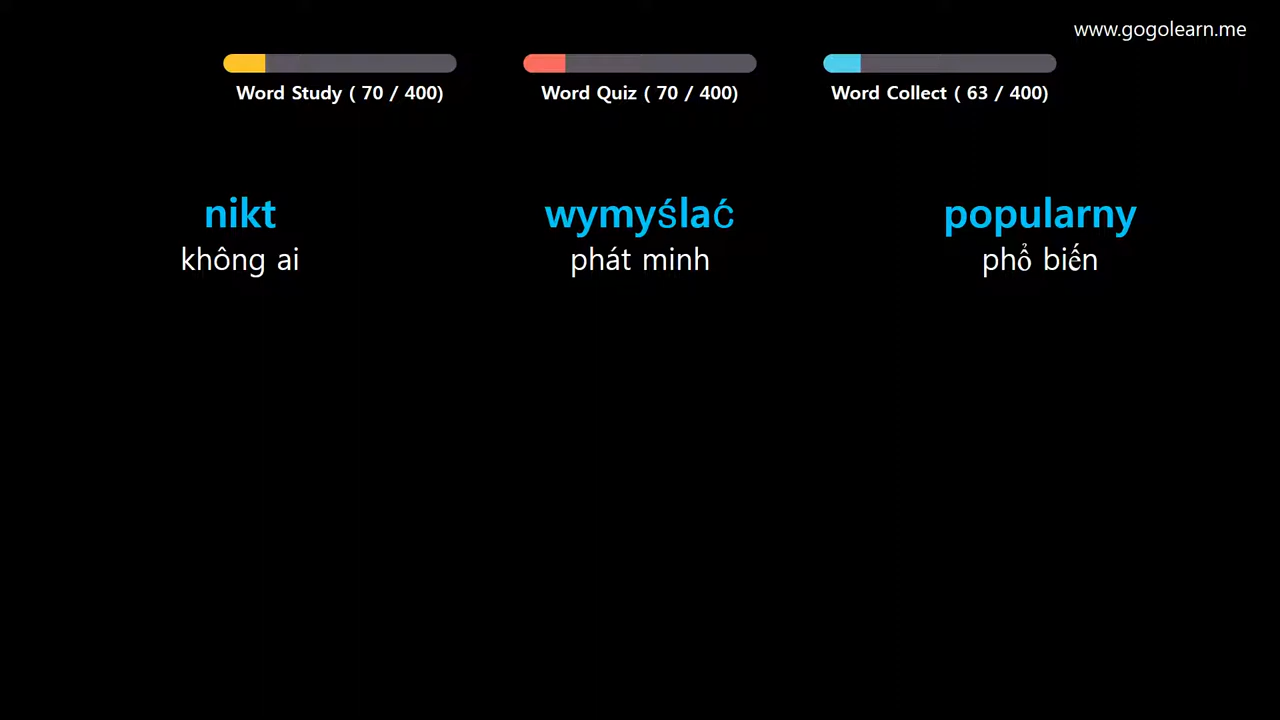 www.gogolearn.me
Word Study ( 70 / 400)
Word Quiz ( 70 / 400)
Word Collect ( 63 / 400)
nikt
không ai
wymyślać
phát minh
popularny
phổ biến